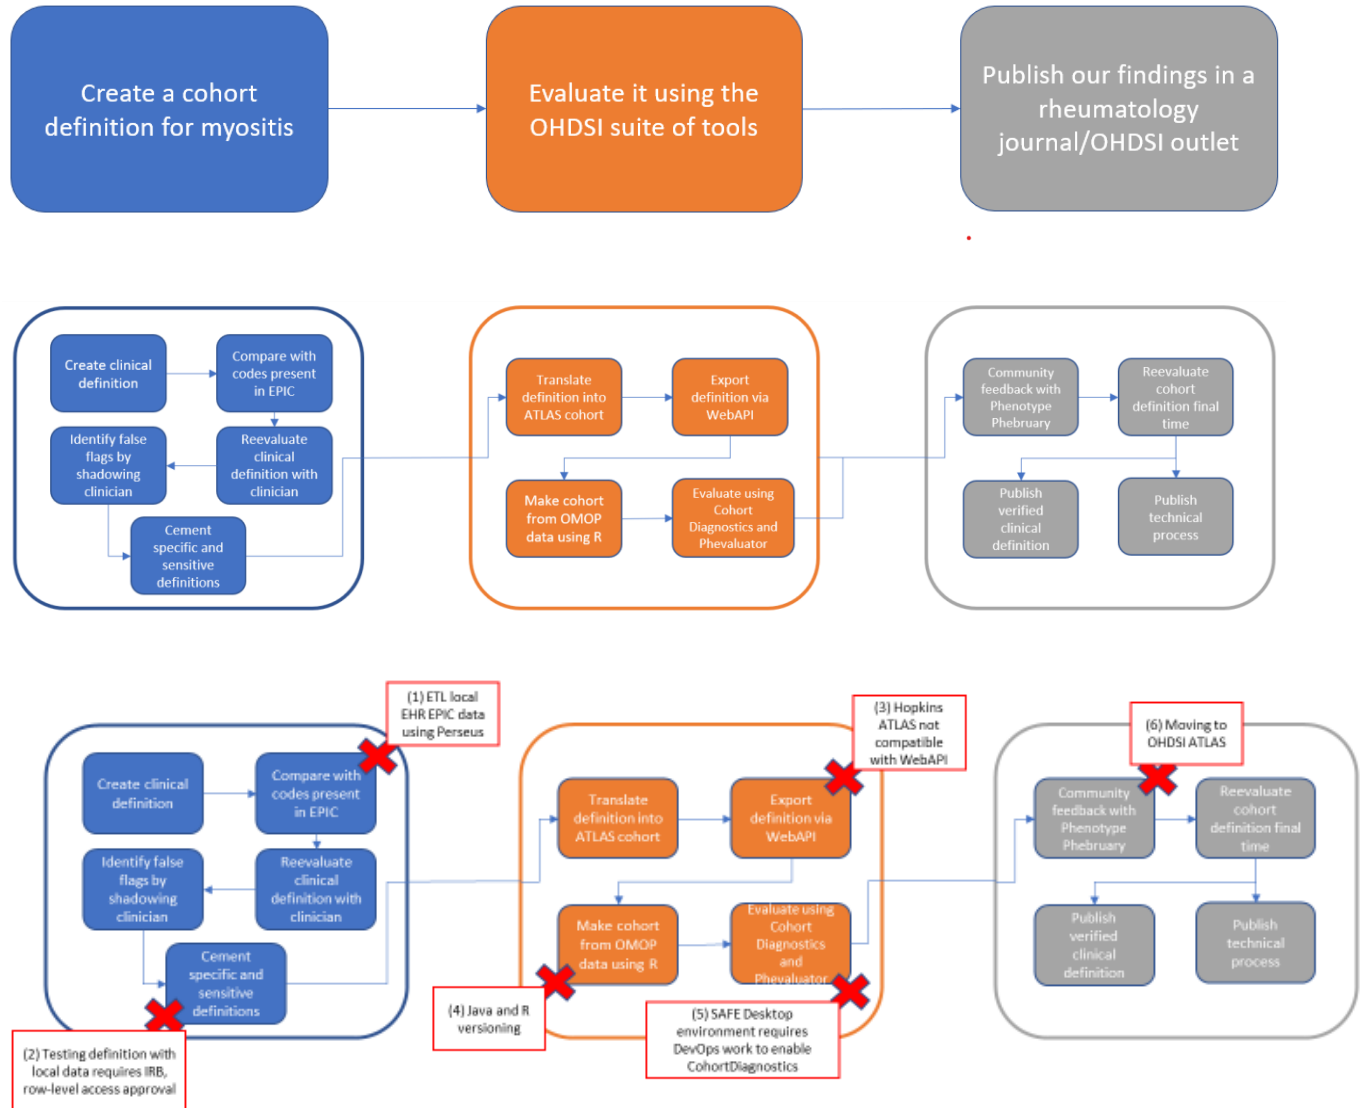 Create a cohort
definition for myositis
Evaluate it using the
OHDSI suite of tools
Publish our findings in a
rheumatology
journal/OHDSI outlet
Create clinical
definition
Compare with
codes present
in EPIC
Identify false
flags by
shadowing
clinician
Reevaluate
clinical
definition with
clinician
Cement
specific and
sensitive
definitions
Translate
definition into
ATLAS cohort
Export
definition via
WebAPI
Make cohort
from OMOP
data using R
Evaluate using
Cohort
Diagnostics and
Phevaluator
Community
feedback with
Phenotype
Phebruary
Reevaluate
cohort
definition final
time
Publish
verified
clinical
definition
Publish
technical
process
(1) ETL local
EHR EPIC data
using Perseus
Create clinical
definition
Compare with
codes present
in EPIC
Identify false
flags by
shadowing
clinician
Reevaluate
clinical
definition with
clinician
Cement
specific and
sensitive
definitions
(2) Testing definition with
local data requires IRB,
row-level access approval
(3) Hopkins
ATLAS not
compatible
with WebAPI
Translate
definition into
ATLAS cohort
Export
definition via
WebAPI
Make cohort
from OMOP
data using R
Evaluate using
Cohort
Diagnostics
and
Phevaluator
(4) Java and R
versioning
(5) SAFE Desktop
environment requires
DevOps work to enable
CohortDiagnostics
(6) Moving to
OHDSI ATLAS
Community
feedback with
Phenotype
Phebruary
Reevaluate
cohort
definition final
time
Publish
verified
clinical
definition
Publish
technical
process